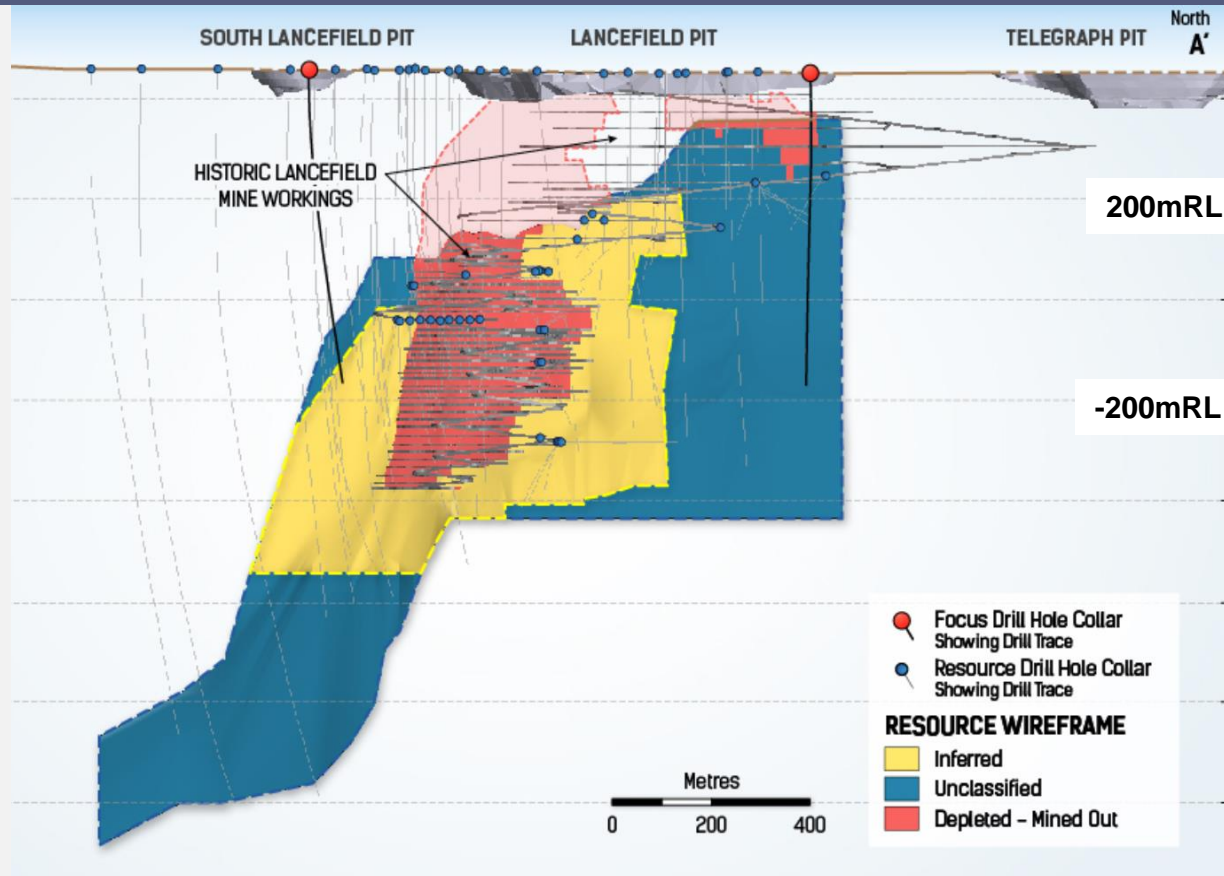 North
SOUTH LANCEFIELD PIT
LANCEFIELD PIT
TELEGRAPH PIT
A'
HISTORIC LANCEFIELD
MINE WORKINGS
200mRL
-200mRL
Focus Drill Hole Collar
Showing Drill Trace
Resource Drill Hole Collar
Showing Drill Trace
RESOURCE WIREFRAME
Inferred
Unclassified
Depleted - Mined Out
Metres
0 200 400